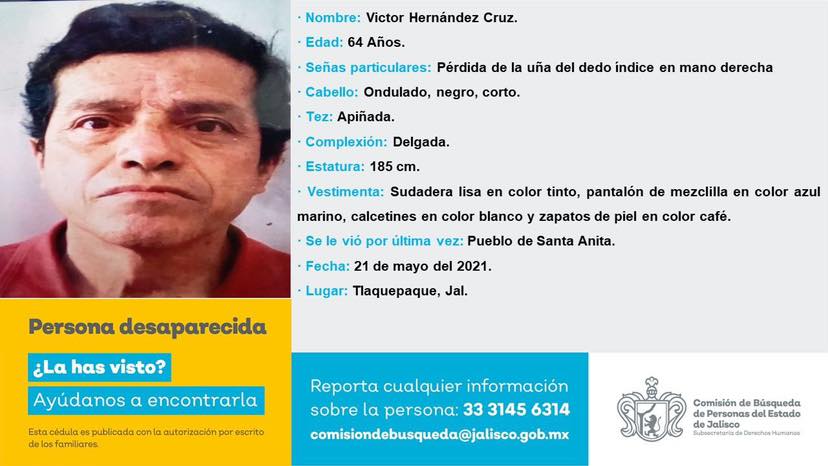 · Nombre: Victor Hernández Cruz.
· Edad: 64 Años.
· Señas particulares: Pérdida de la uña del dedo índice en mano derecha
· Cabello: Ondulado, negro, corto.
· Tez: Apiñada.
· Complexión: Delgada.
· Estatura: 185 cm.
· Vestimenta: Sudadera lisa en color tinto, pantalón de mezclilla en color azul
marino, calcetines en color blanco y zapatos de piel en color café.
· Se le vió por última vez: Pueblo de Santa Anita.
· Fecha: 21 de mayo del 2021.
· Lugar: Tlaquepaque, Jal.
Persona desaparecida
¿La has visto?
Ayúdanos a encontrarla
Esta cédula es publicada con la autorización por escrito
de los familiares.
Reporta cualquier información
sobre la persona: 33 3145 6314
comisiondebusqueda@jalisco.gob.mx
Comisión de Búsqueda
de Personas del Estado
de Jalisco
Subsecretaría de Derechos Humanos